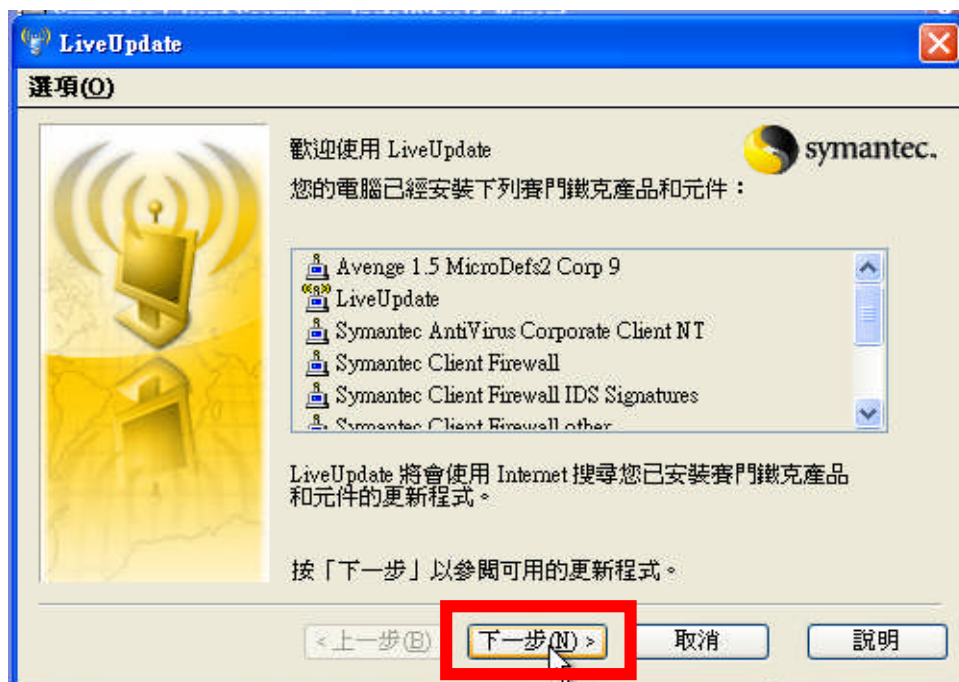 LiveUpdate
選項(O)
歡迎使用 LiveUpdate
symantec.
您的電腦已經安裝下列賽門鐵克產品和元件：
Avenge 1.5 MicroDefs2 Corp 9
LiveUpdate
Symantec AntiVirus Corporate Client NT
Symantec Client Firewall
Symantec Client Firewall IDS Signatures
Symantec Client Firewall other
LiveUpdate 將會使用 Internet 搜尋您已安裝賽門鐵克產品
和元件的更新程式。
按「下一步」以參閱可用的更新程式。
<上一步(B) 下一步(N) > 取消 說明